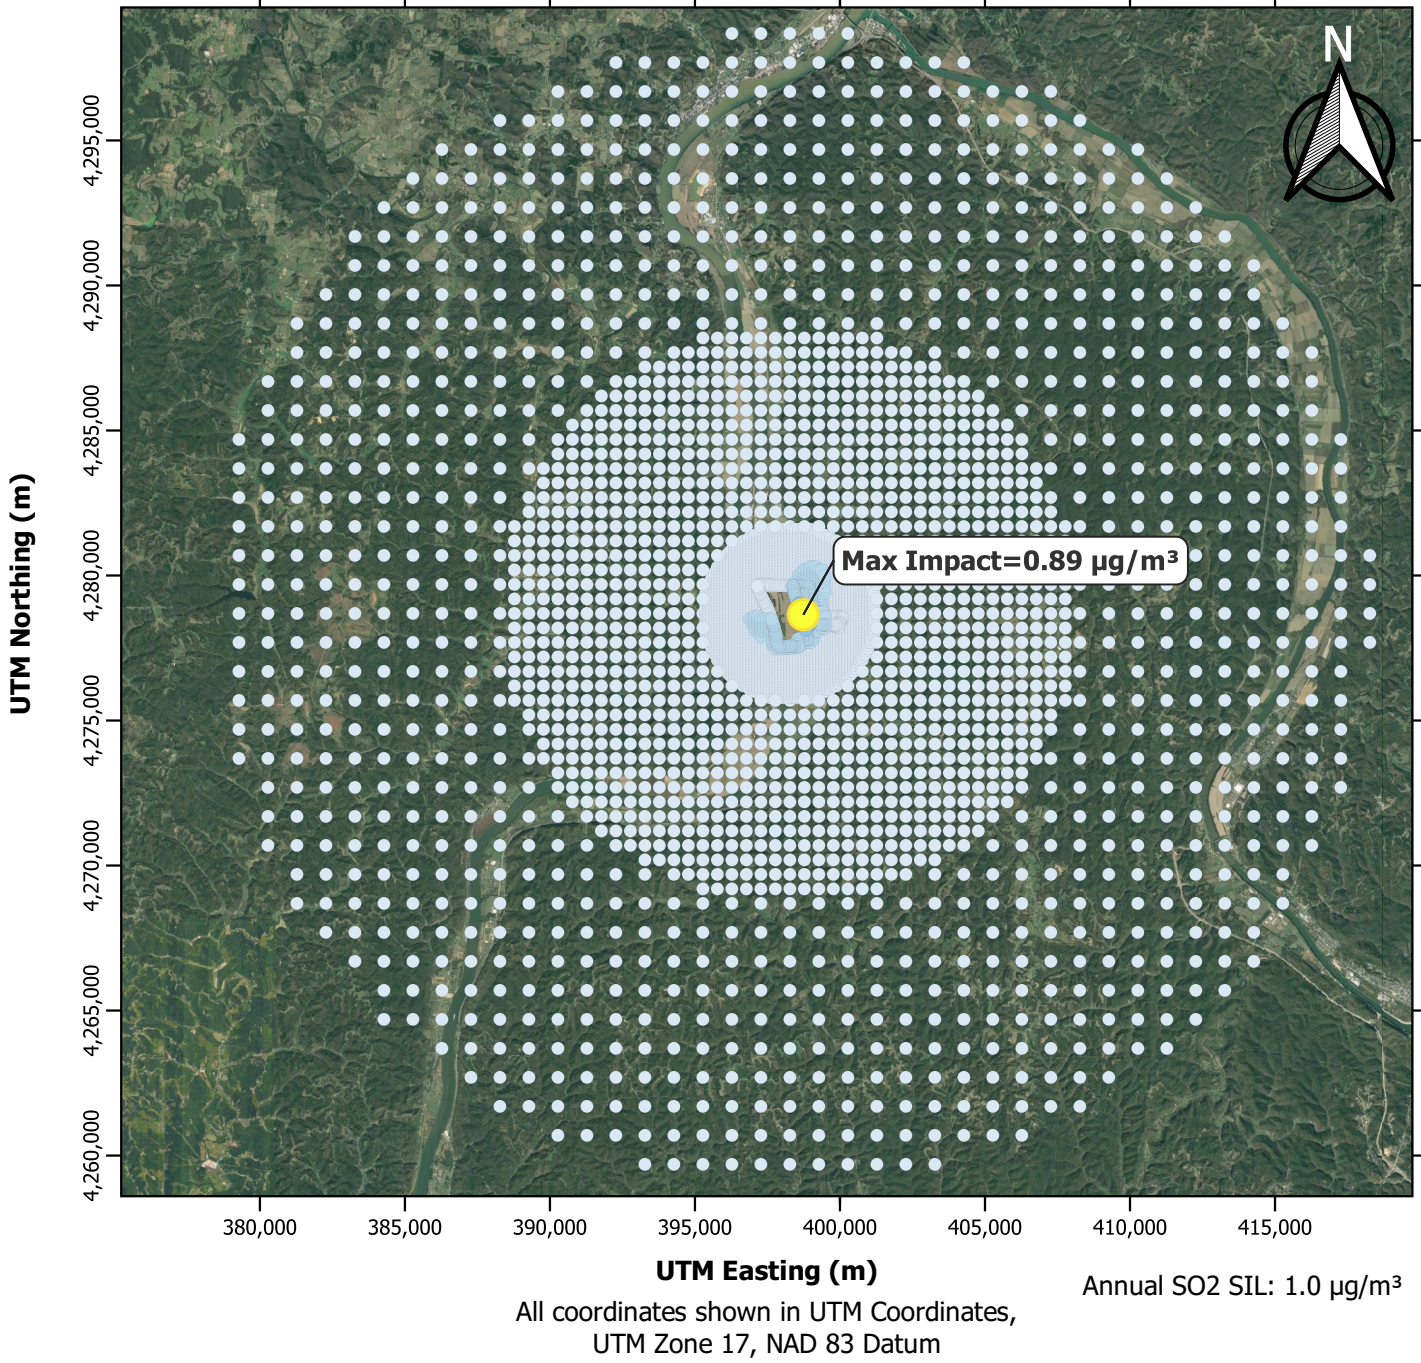 N
4,295,000
4,290,000
4,285,000
4,280,000
4,275,000
4,270,000
4,265,000
4,260,000
UTM Northing (m)
Max Impact=0.89 µg/m³
380,000
385,000
390,000
395,000
400,000
405,000
410,000
415,000
UTM Easting (m)
Annual SO2 SIL: 1.0 µg/m³
All coordinates shown in UTM Coordinates,
UTM Zone 17, NAD 83 Datum